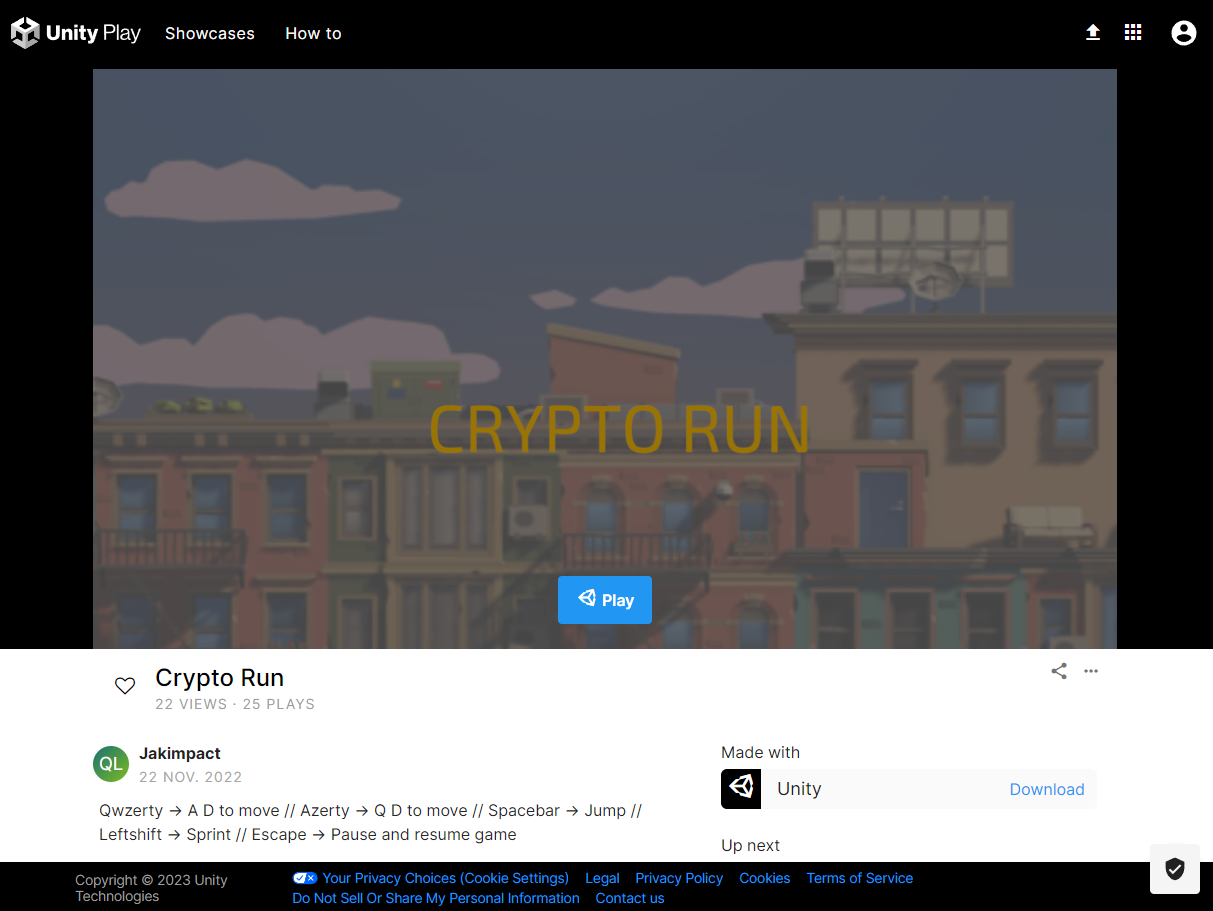 Unity Play
Showcases
How to
CRYPTO RUN
Play
Crypto Run
22 VIEWS · 25 PLAYS
QL
Jakimpact
22 NOV. 2022
Qwzerty → A D to move // Azerty → Q D to move // Spacebar → Jump //
Leftshift → Sprint // Escape → Pause and resume game
Made with
Unity
Download
Up next
Copyright © 2023 Unity
Technologies
Your Privacy Choices (Cookie Settings)
Legal
Privacy Policy
Cookies
Terms of Service
Do Not Sell Or Share My Personal Information
Contact us